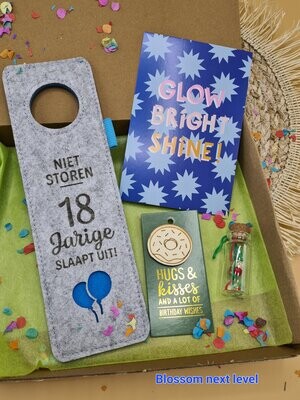 NIET
STOREN
18
Jarige
SLAAPT UIT!
GLOW
BRIGHT
SHINE!
HUGS &
kisses
AND A LOT OF
BIRTHDAY WISHES
Blossom next level